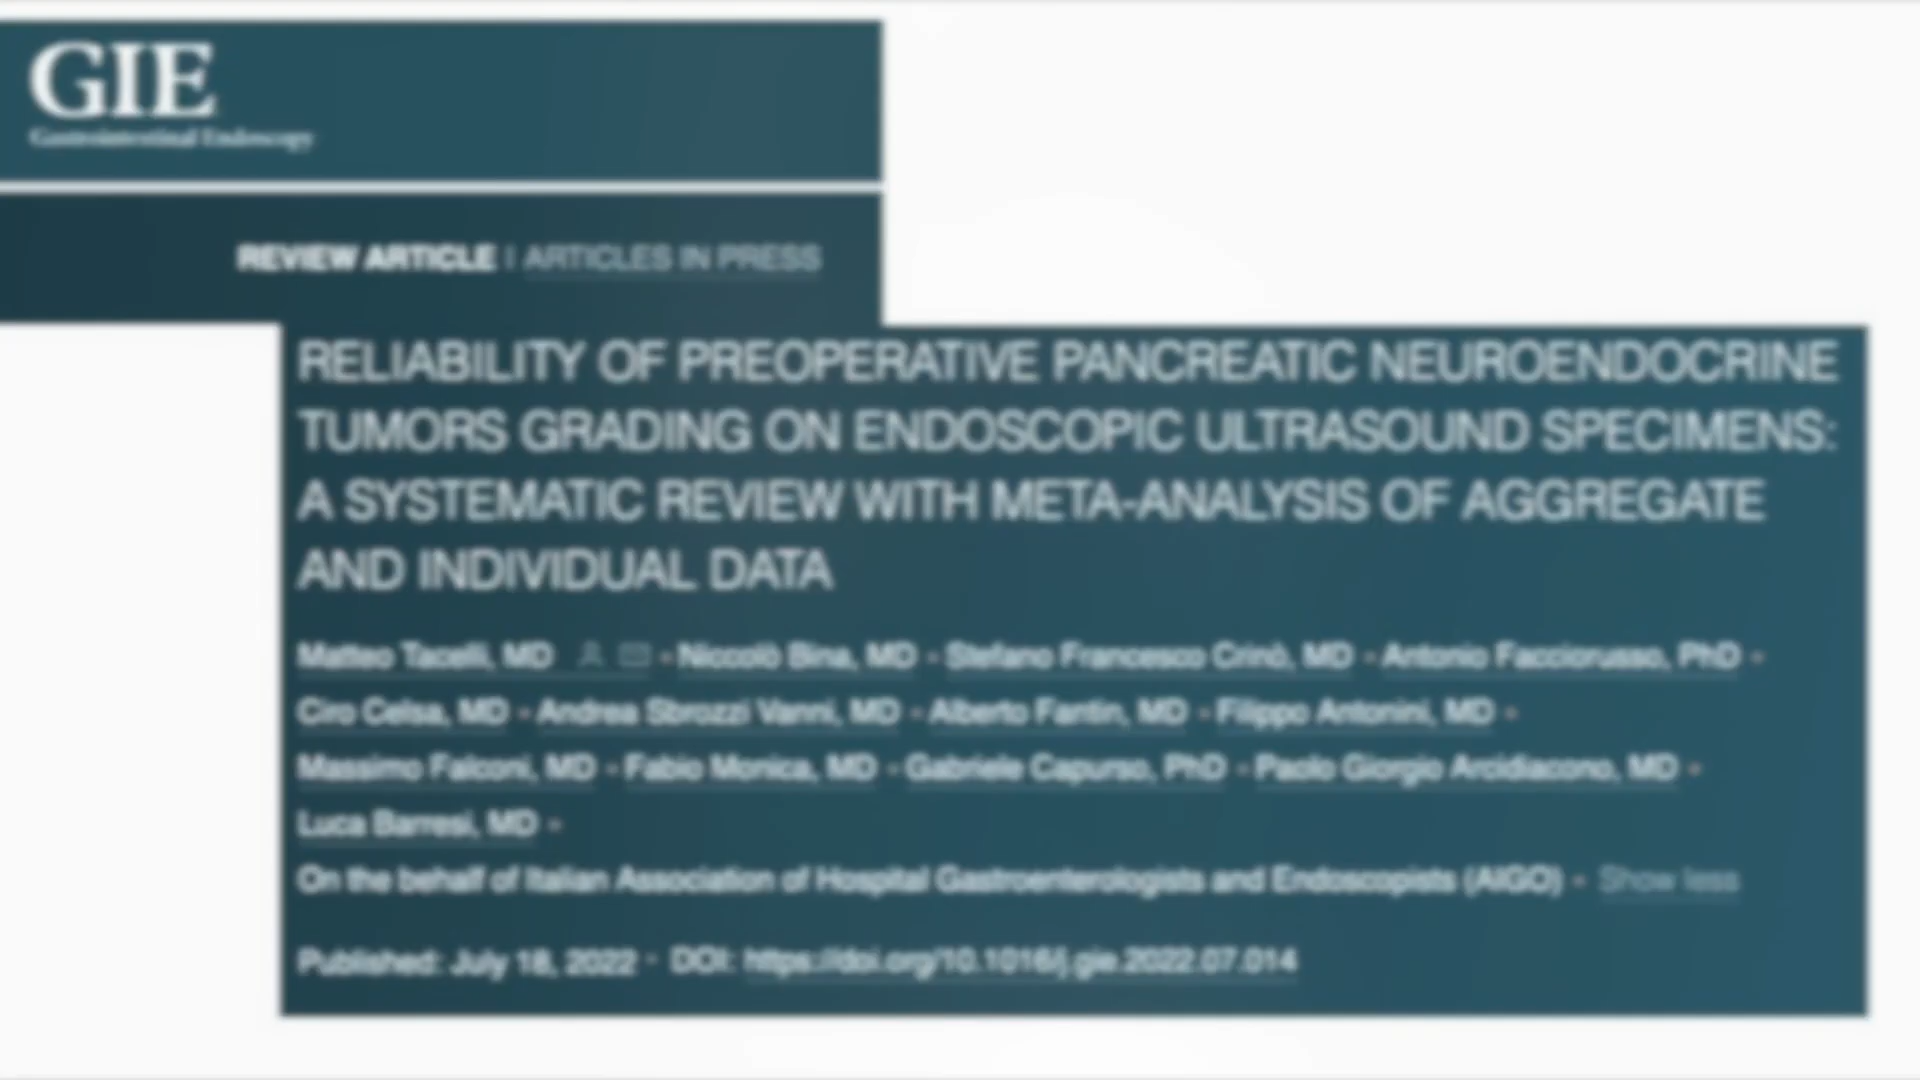 GIE
Gastrointestinal Endoscopy
REVIEW ARTICLE | ARTICLES IN PRESS
RELIABILITY OF PREOPERATIVE PANCREATIC NEUROENDOCRINE
TUMORS GRADING ON ENDOSCOPIC ULTRASOUND SPECIMENS:
A SYSTEMATIC REVIEW WITH META-ANALYSIS OF AGGREGATE
AND INDIVIDUAL DATA
Matteo Tacelli, MD • Niccolò Bina, MD • Stefano Francesco Crinò, MD • Antonio Facciorusso, PhD •
Ciro Celsa, MD • Andrea Sbrozzi Vanni, MD • Alberto Fantin, MD • Filippo Antonini, MD •
Massimo Falconi, MD • Fabio Monica, MD • Gabriele Capurso, PhD • Paolo Giorgio Arcidiacono, MD •
Luca Barresi, MD •
On the behalf of Italian Association of Hospital Gastroenterologists and Endoscopists (AIGO) • Show less
Published: July 18, 2022 • DOI: https://doi.org/10.1016/j.gie.2022.07.014